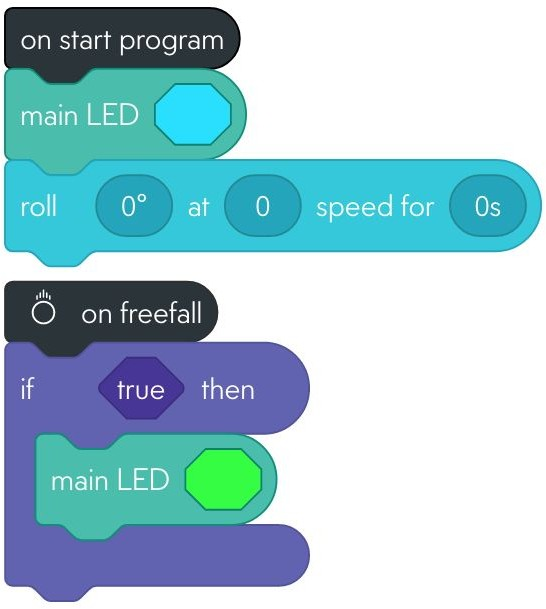 on start program
main LED
roll 0° at 0 speed for 0s
on freefall
if true then
main LED